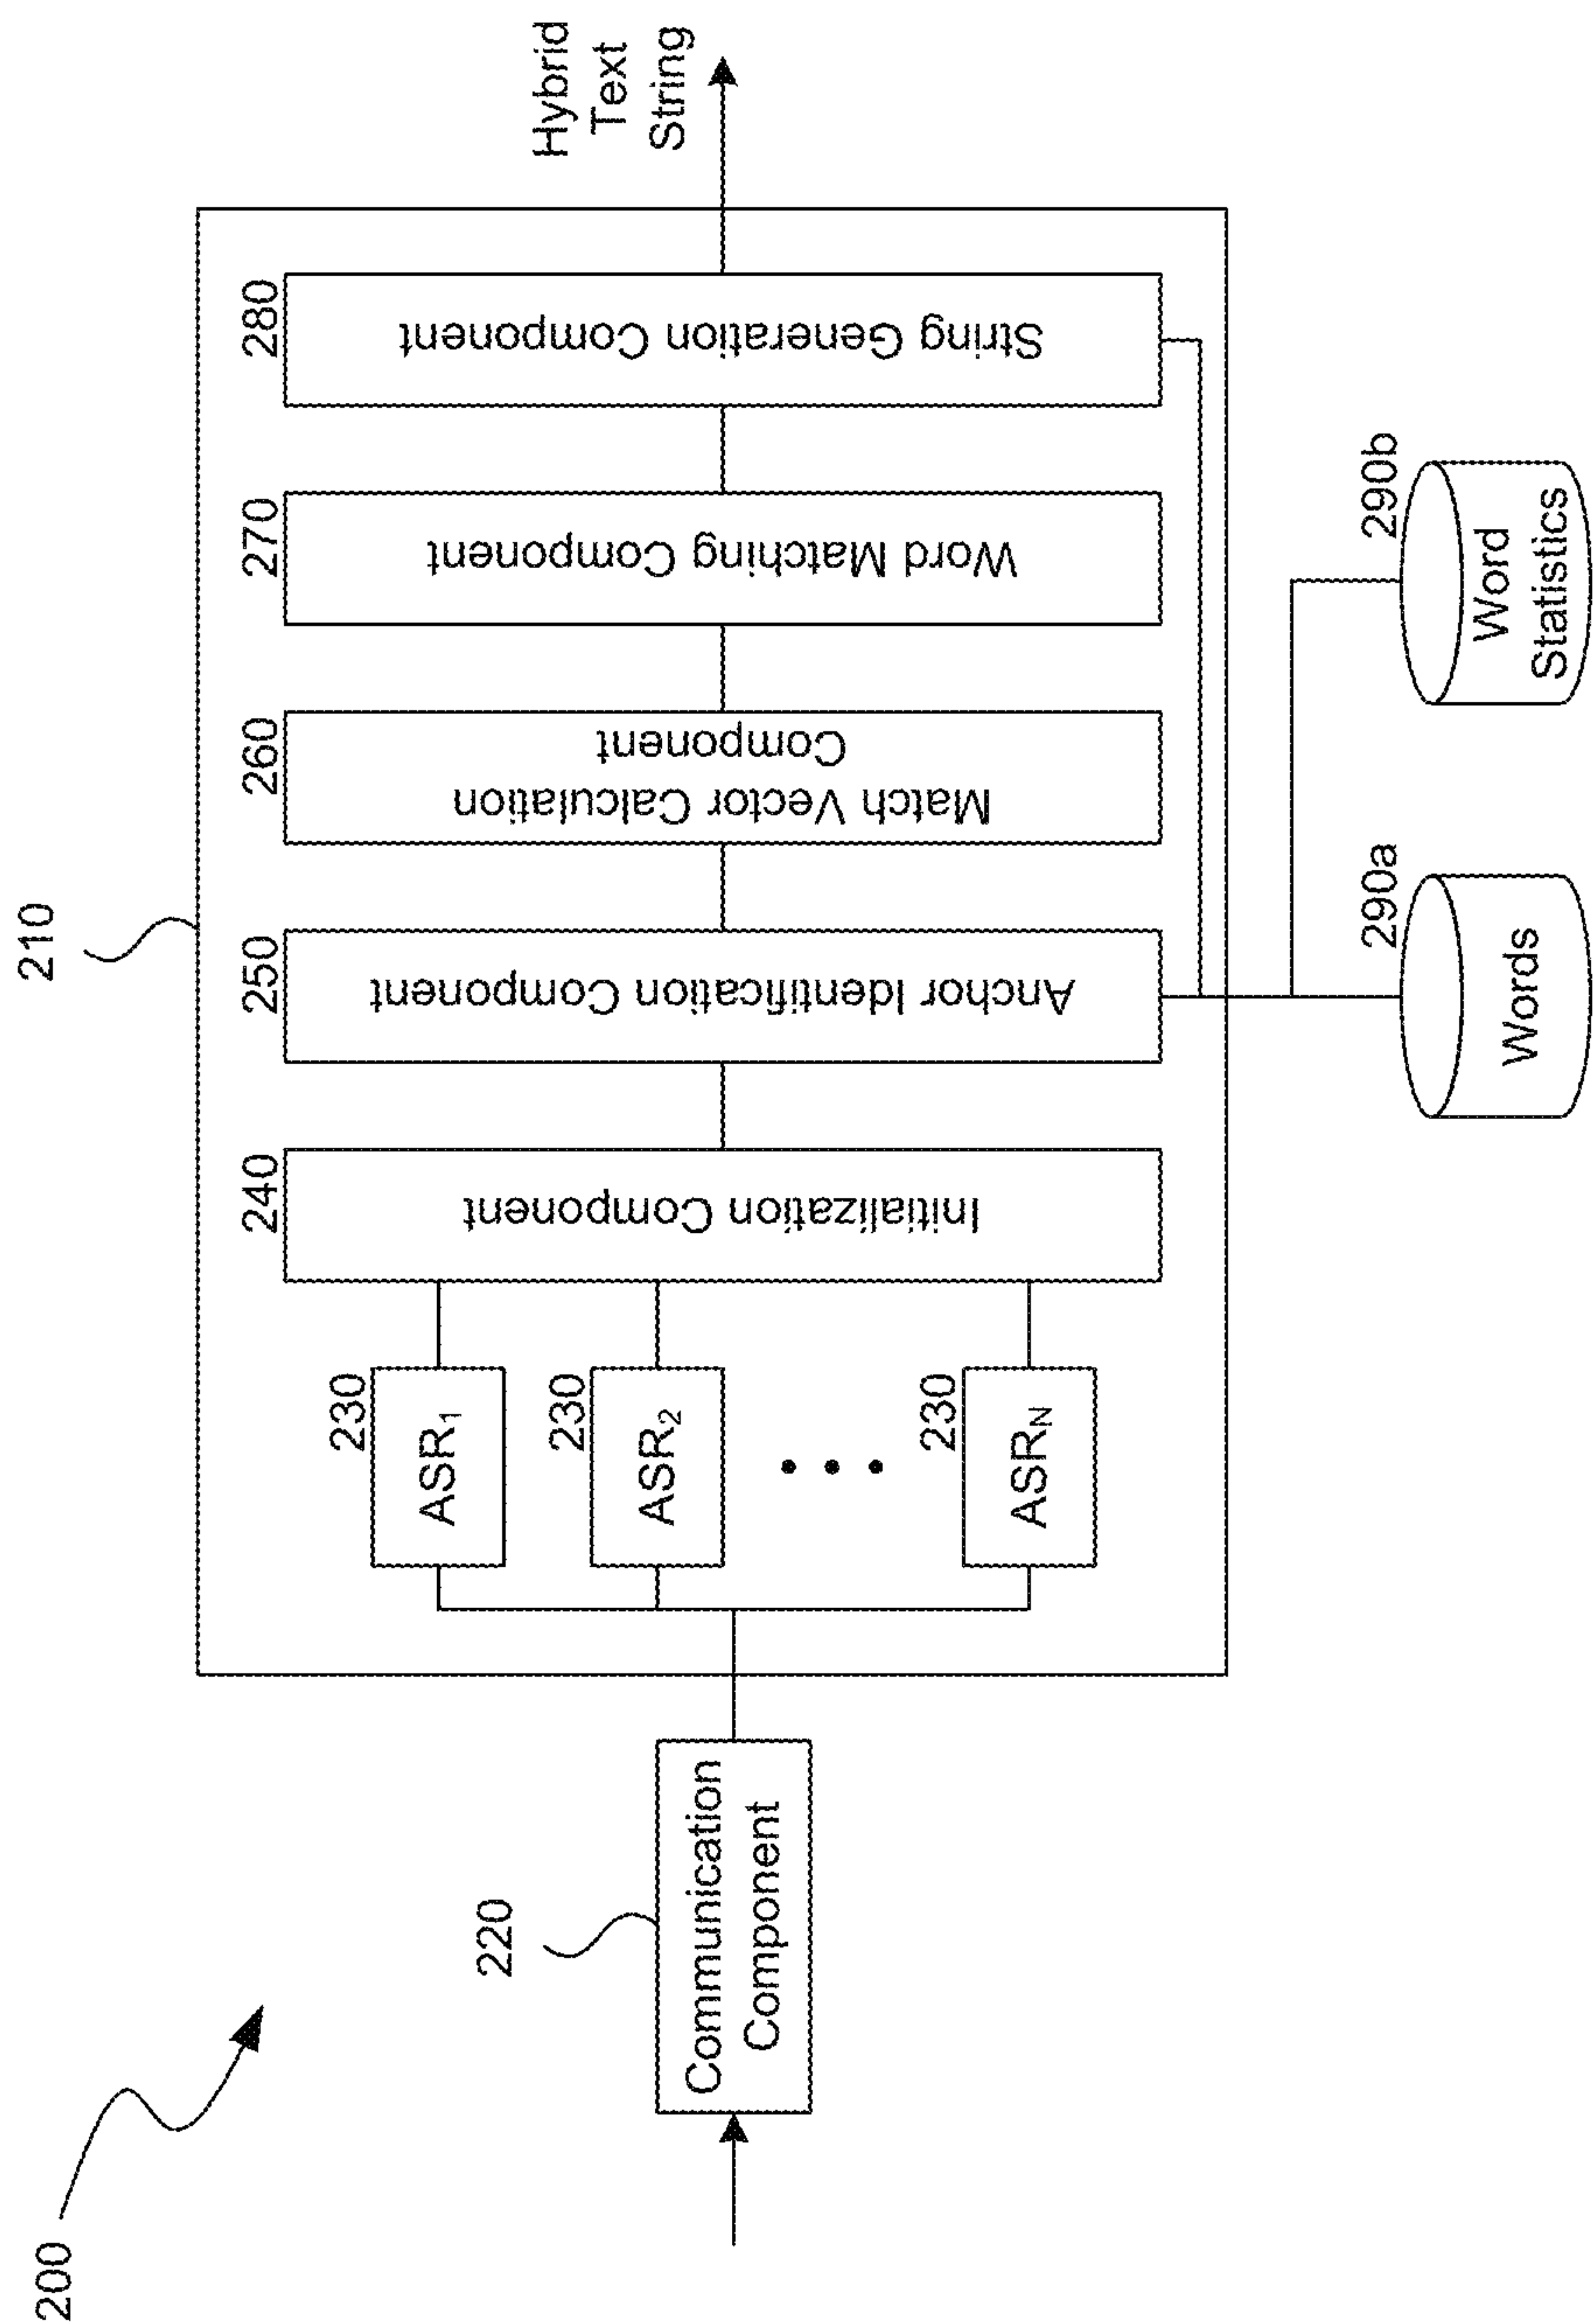 200
210
220
Communication
Component
230
ASR1
230
ASR2
230
ASRN
240
Initialization Component
250
Anchor Identification Component
260
Match Vector Calculation
Component
270
Word Matching Component
280
String Generation Component
Hybrid
Text
String
290a
Words
290b
Word
Statistics